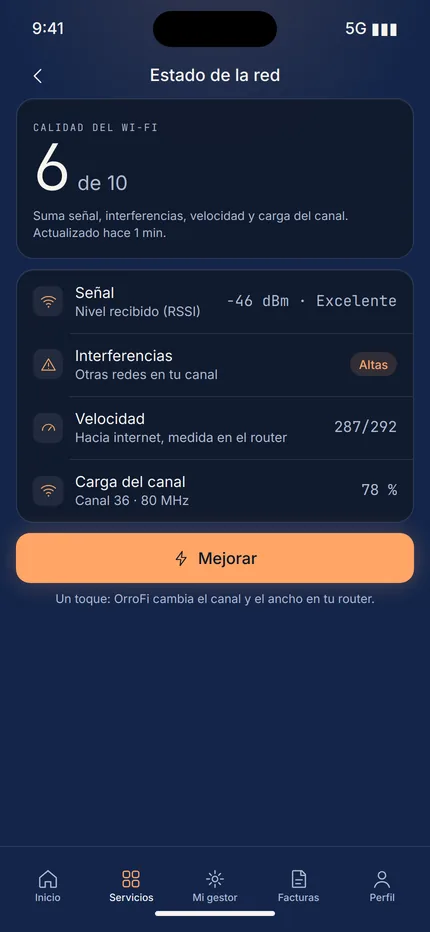 9:41
5G
Estado de la red
CALIDAD DEL WI-FI
6 de 10
Suma señal, interferencias, velocidad y carga del canal.
Actualizado hace 1 min.
Señal
Nivel recibido (RSSI)
-46 dBm · Excelente
Interferencias
Otras redes en tu canal
Altas
Velocidad
Hacia internet, medida en el router
287/292
Carga del canal
Canal 36 · 80 MHz
78 %
Mejorar
Un toque: OrroFi cambia el canal y el ancho en tu router.
Inicio
Servicios
Mi gestor
Facturas
Perfil